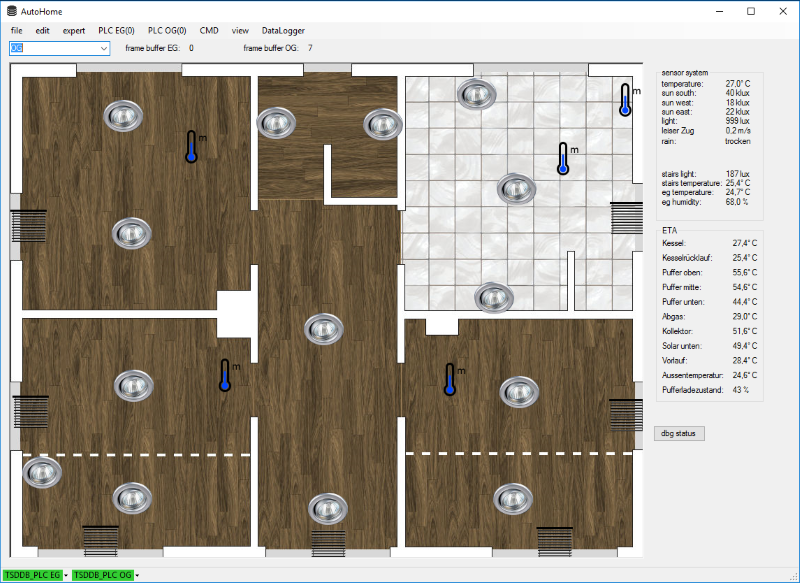 AutoHome
file edit expert PLC EG(0) PLC OG(0) CMD view DataLogger
OG frame buffer EG: 0 frame buffer OG: 7
sensor system
temperature: 27,0° C
sun south: 40 klux
sun west: 18 klux
sun east: 22 klux
light: 999 lux
leiser Zug 0,2 m/s
rain: trocken
stairs light: 187 lux
stairs temperature: 25,4° C
eg temperature: 24,7° C
eg humidity: 68,0 %
ETA
Kessel: 27,4° C
Kesselrücklauf: 25,4° C
Puffer oben: 55,6° C
Puffer mitte: 54,6° C
Puffer unten: 44,4° C
Abgas: 29,0° C
Kollektor: 51,6° C
Solar unten: 49,4° C
Vorlauf: 28,4° C
Aussentemperatur: 24,6° C
Pufferladezustand: 43 %
dbg status
m
m
m
m
m
TSDDB_PLC EG TSDDB_PLC OG